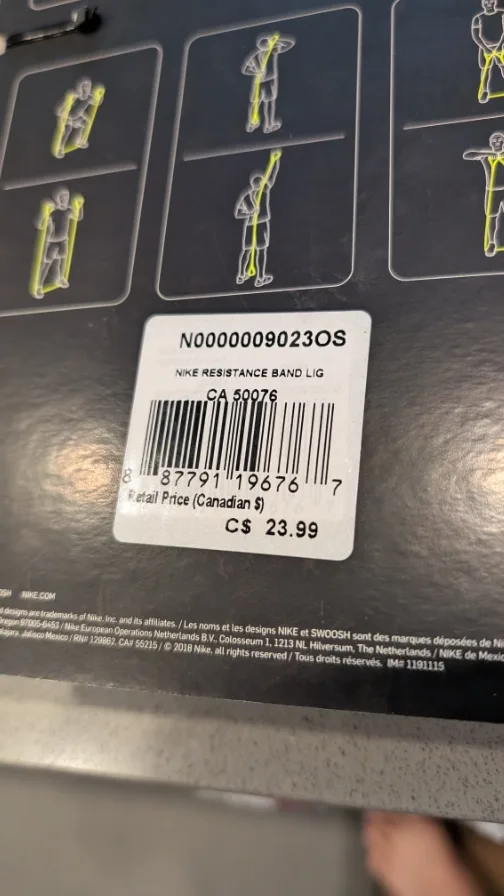 N0000009023OS
NIKE RESISTANCE BAND LIG
CA 50076
8 87791 19676 7
Retail Price (Canadian $)
C$ 23.99
NIKE.COM
designs are trademarks of Nike, Inc. and its affiliates. / Les noms et les designs NIKE et SWOOSH sont des marques déposées de
Oregon 97005-6453 / Nike European Operations Netherlands B.V., Colosseum 1, 1213 NL Hilversum, The Netherlands / NIKE de
Jalisco Mexico / RN# 129862. CA# 55215 / © 2018 Nike, all rights reserved / Tous droits réservés. IM# 1191115